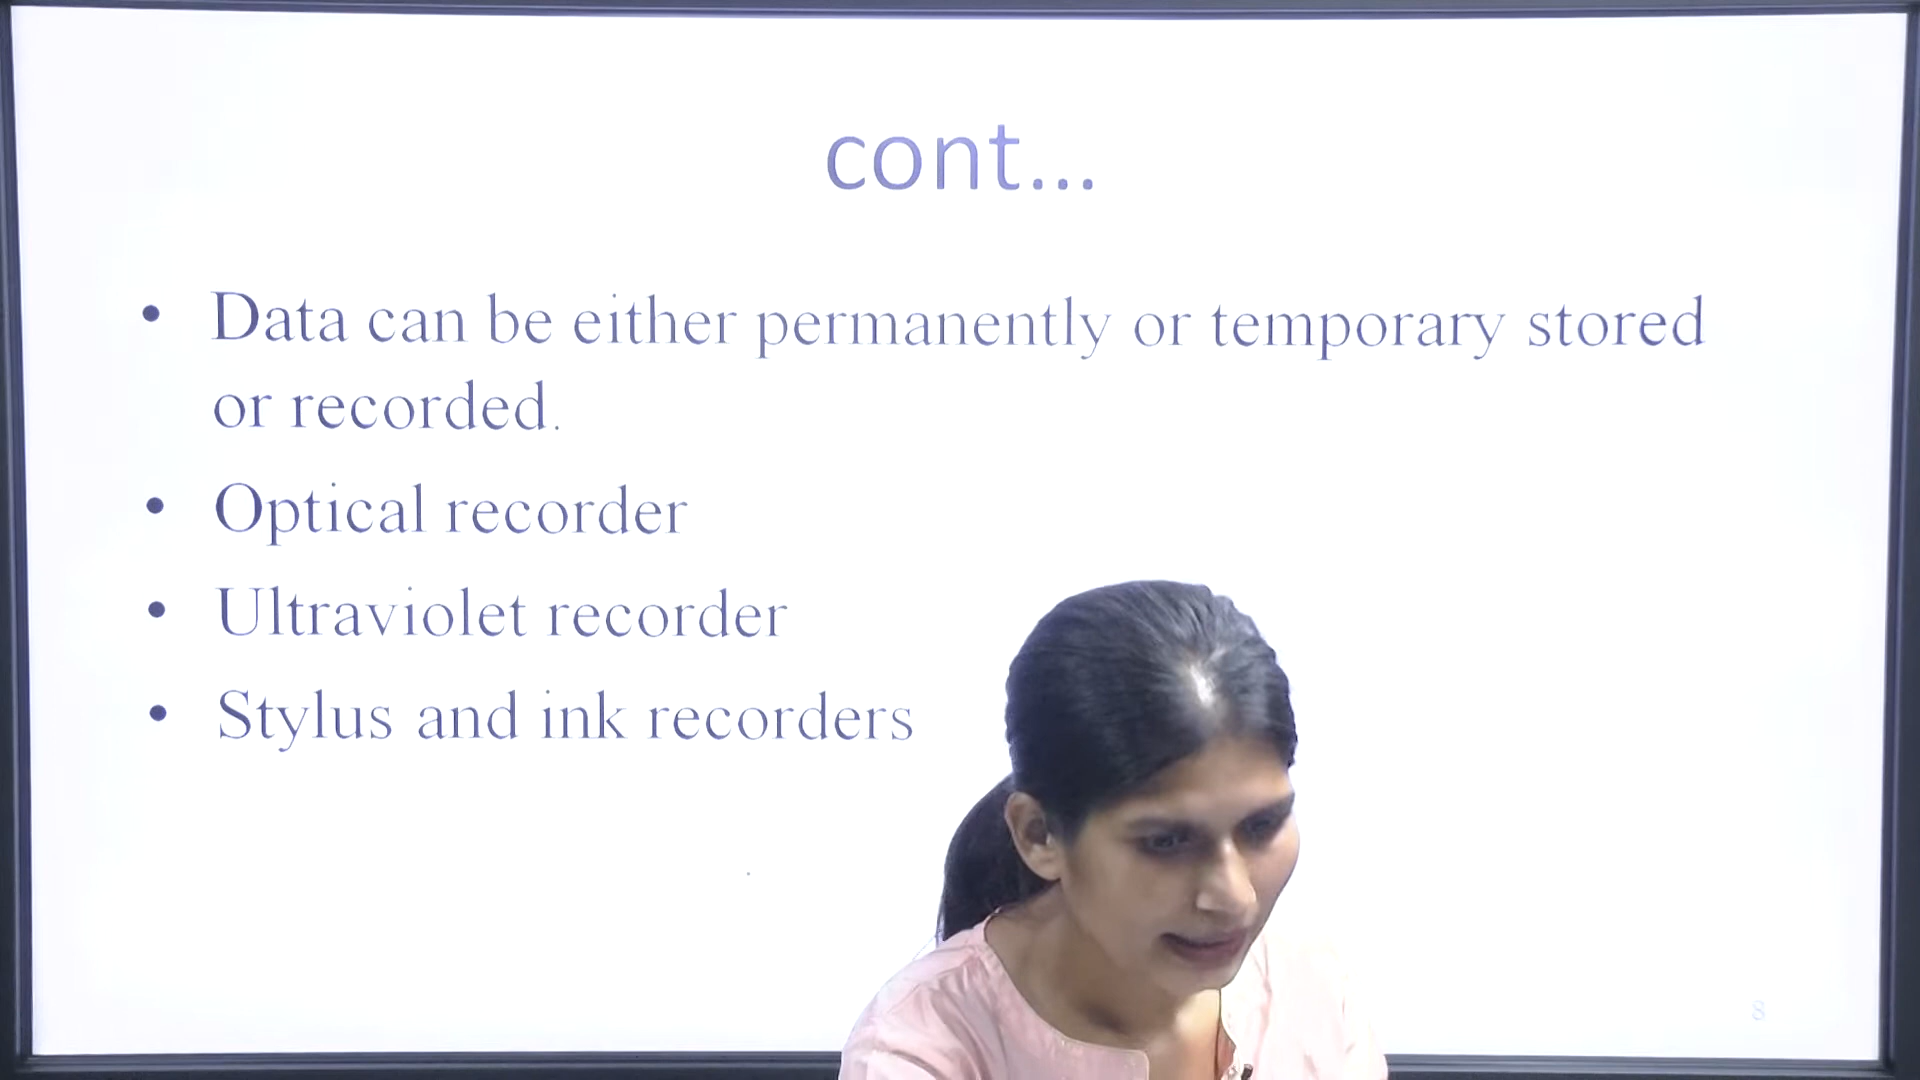 cont...
• Data can be either permanently or temporary stored
or recorded.
• Optical recorder
• Ultraviolet recorder
• Stylus and ink recorders
8